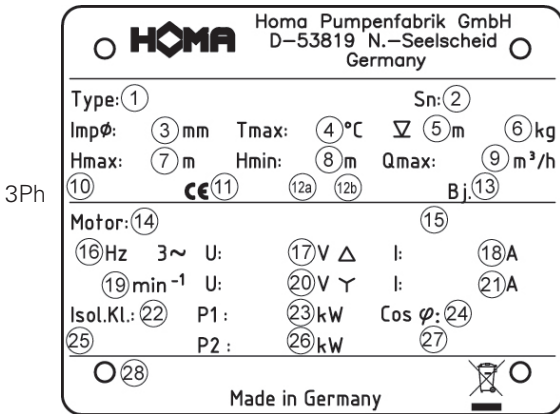 HOMA
Homa Pumpenfabrik GmbH
D-53819 N.-Seelscheid
Germany
Type: 1 Sn: 2
ImpØ: 3 mm Tmax: 4 °C 5 m 6 kg
Hmax: 7 m Hmin: 8 m Qmax: 9 m³/h
3Ph
10 CE 11 12a 12b Bj. 13
Motor: 14 15
16 Hz 3~ U: 17 V △ I: 18 A
19 min⁻¹ U: 20 V Y I: 21 A
Isol.Kl.: 22 P1: 23 kW Cos φ: 24
25 P2: 26 kW 27
28
Made in Germany